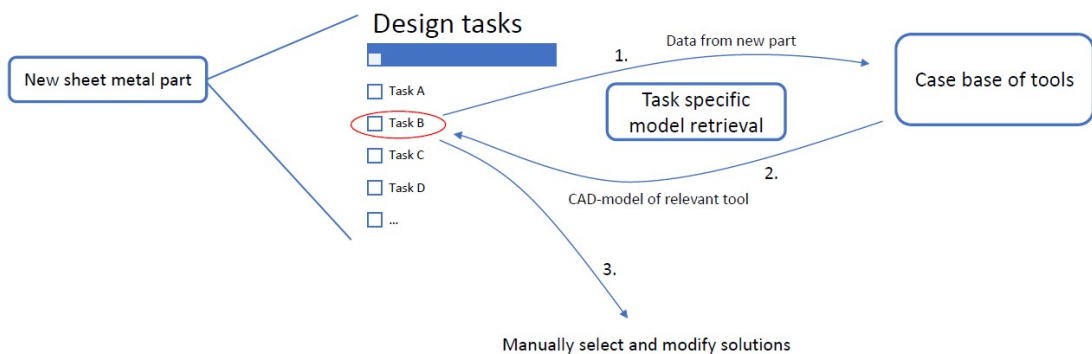 Design tasks
New sheet metal part
Task A
Task B
Task C
Task D
...
1.
Data from new part
Task specific
model retrieval
Case base of tools
2.
CAD-model of relevant tool
3.
Manually select and modify solutions